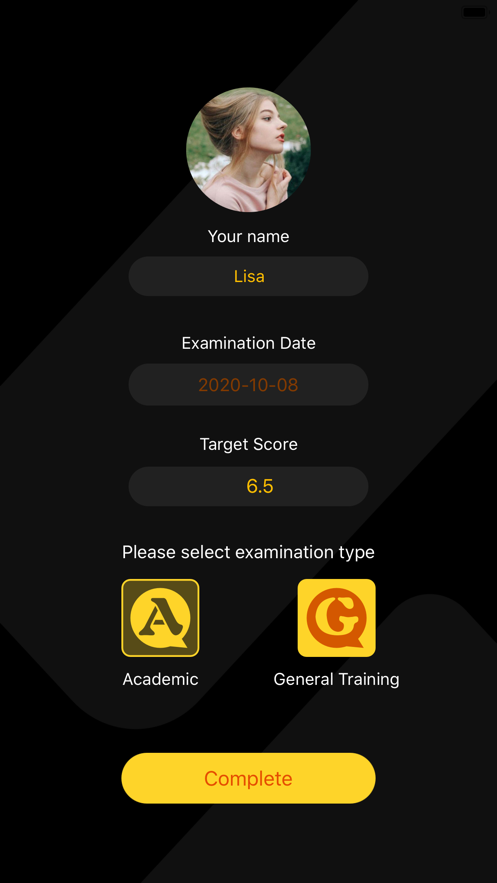 Your name
Lisa
Examination Date
2020-10-08
Target Score
6.5
Please select examination type
A G
Academic General Training
Complete